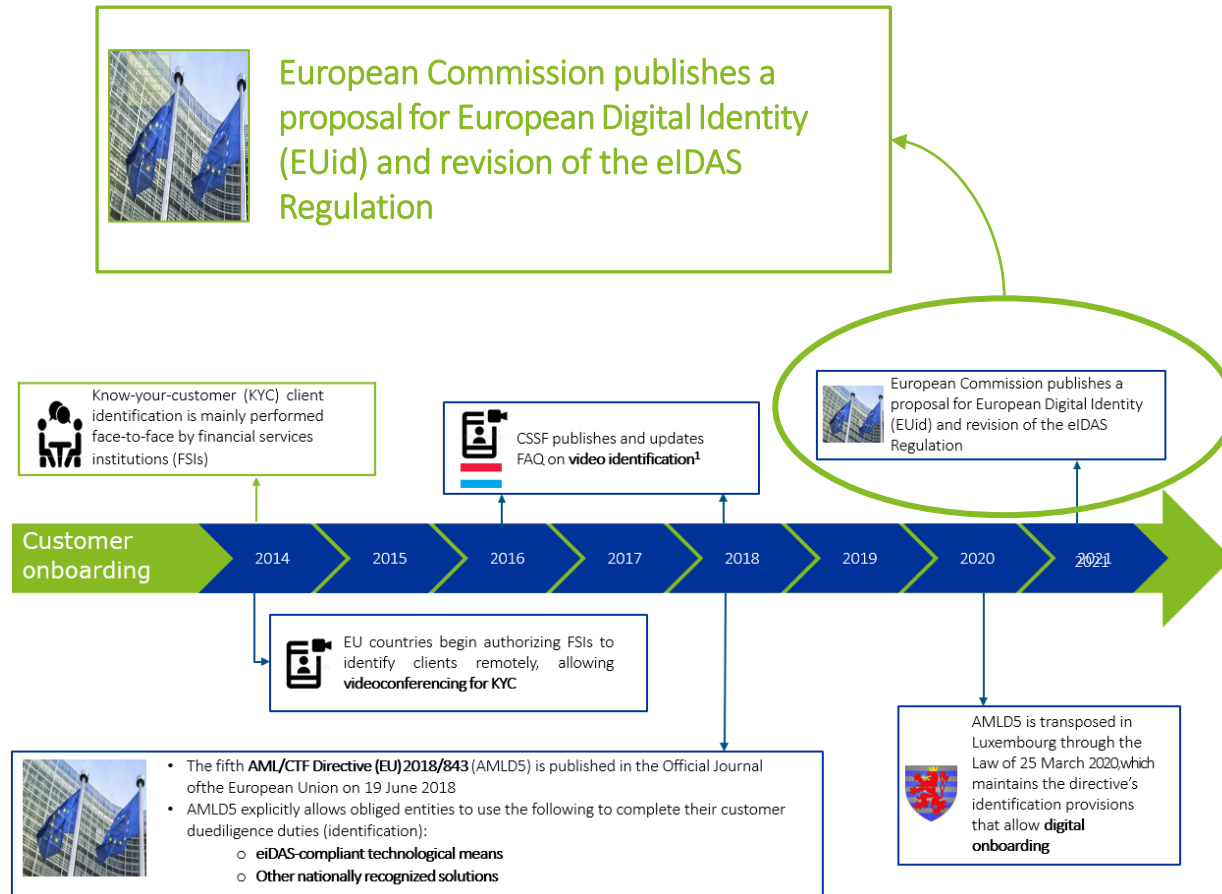 European Commission publishes a
proposal for European Digital Identity
(EUid) and revision of the eIDAS
Regulation
Know-your-customer (KYC) client
identification is mainly performed
face-to-face by financial services
institutions (FSIs)
CSSF publishes and updates
FAQ on video identification¹
European Commission publishes a
proposal for European Digital Identity
(EUid) and revision of the eIDAS
Regulation
Customer
onboarding
2014
2015
2016
2017
2018
2019
2020
2021
2021
EU countries begin authorizing FSIs to
identify clients remotely, allowing
videoconferencing for KYC
• The fifth AML/CTF Directive (EU) 2018/843 (AMLD5) is published in the Official Journal
ofthe European Union on 19 June 2018
• AMLD5 explicitly allows obliged entities to use the following to complete their customer
duediligence duties (identification):
o eiDAS-compliant technological means
o Other nationally recognized solutions
AMLD5 is transposed in
Luxembourg through the
Law of 25 March 2020,which
maintains the directive's
identification provisions
that allow digital
onboarding